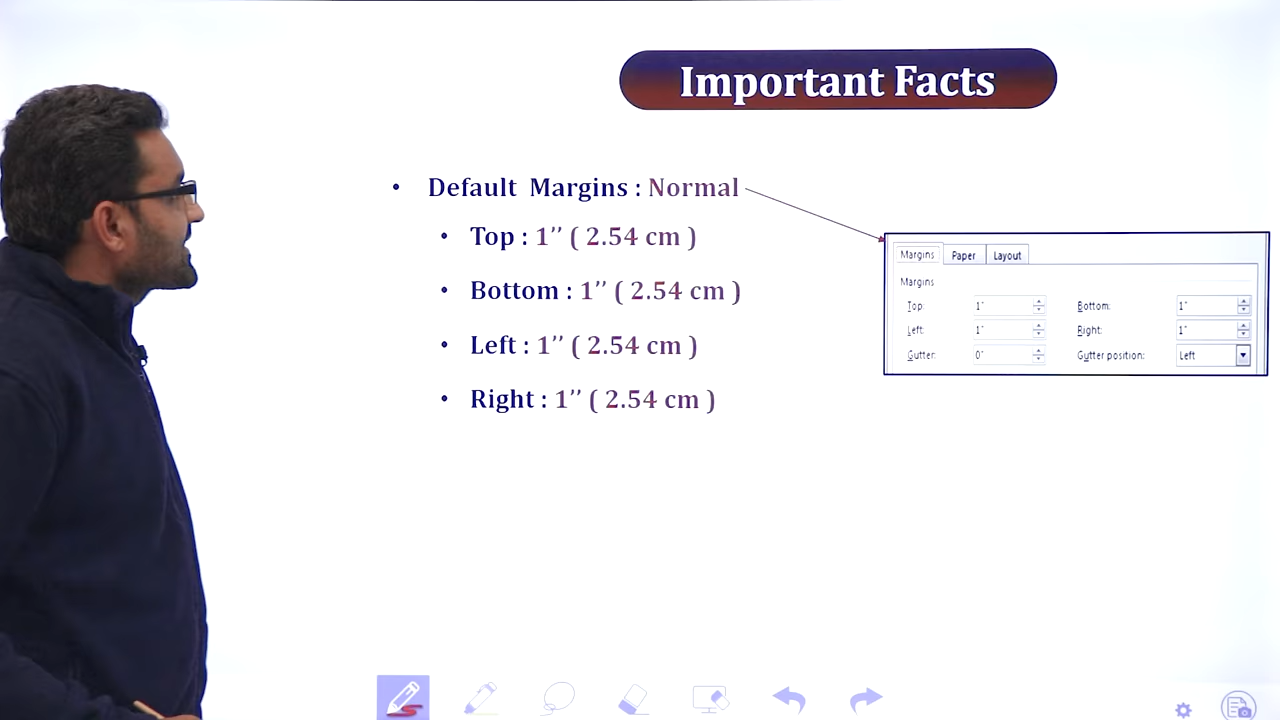 Important Facts
• Default Margins : Normal
• Top : 1’’ ( 2.54 cm )
• Bottom : 1’’ ( 2.54 cm )
• Left : 1’’ ( 2.54 cm )
• Right : 1’’ ( 2.54 cm )
Margins Paper Layout
Margins
Top: 1" Bottom: 1"
Left: 1" Right: 1"
Gutter: 0" Gutter position: Left